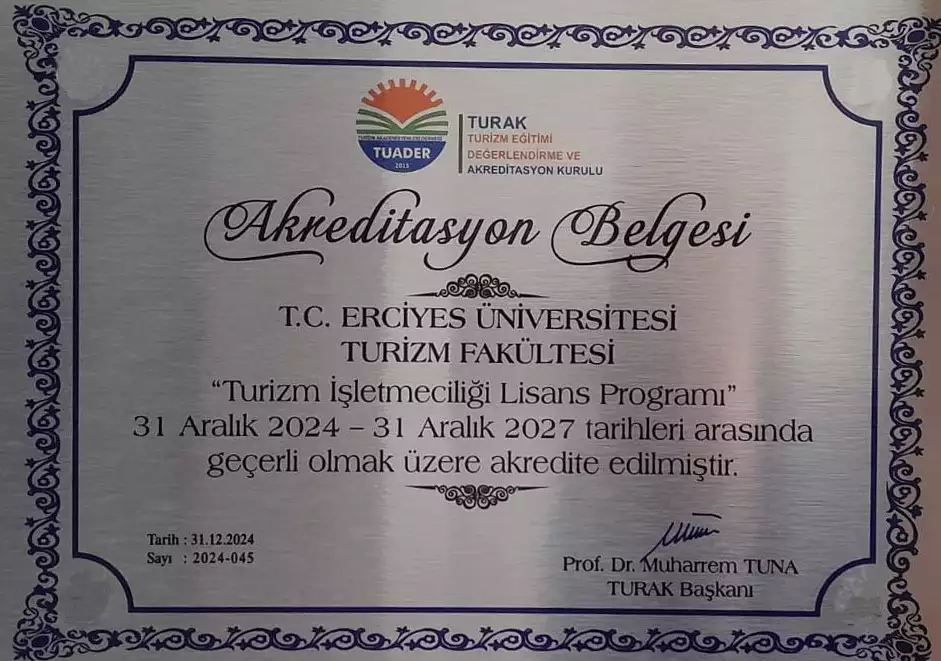 TURİZM AKADEMİSYENLERİ DERNEĞİ
TUADER
2015
TURAK
TURİZM EĞİTİMİ
DEĞERLENDİRME VE
AKREDİTASYON KURULU
Akreditasyon Belgesi
T.C. ERCİYES ÜNİVERSİTESİ
TURİZM FAKÜLTESİ
“Turizm İşletmeciliği Lisans Programı”
31 Aralık 2024 – 31 Aralık 2027 tarihleri arasında
geçerli olmak üzere akredite edilmiştir.
Tarih : 31.12.2024
Sayı : 2024-045
Prof. Dr. Muharrem TUNA
TURAK Başkanı